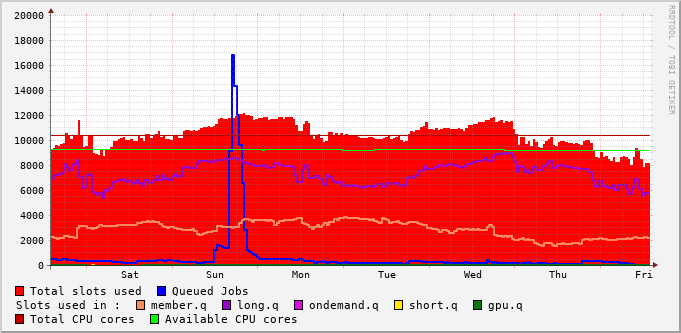 20000
18000
16000
14000
12000
10000
8000
6000
4000
2000
0
Sat Sun Mon Tue Wed Thu Fri
Total slots used Queued Jobs
Slots used in : member.q long.q ondemand.q short.q gpu.q
Total CPU cores Available CPU cores
RRDTOOL / TOBI OETIKER